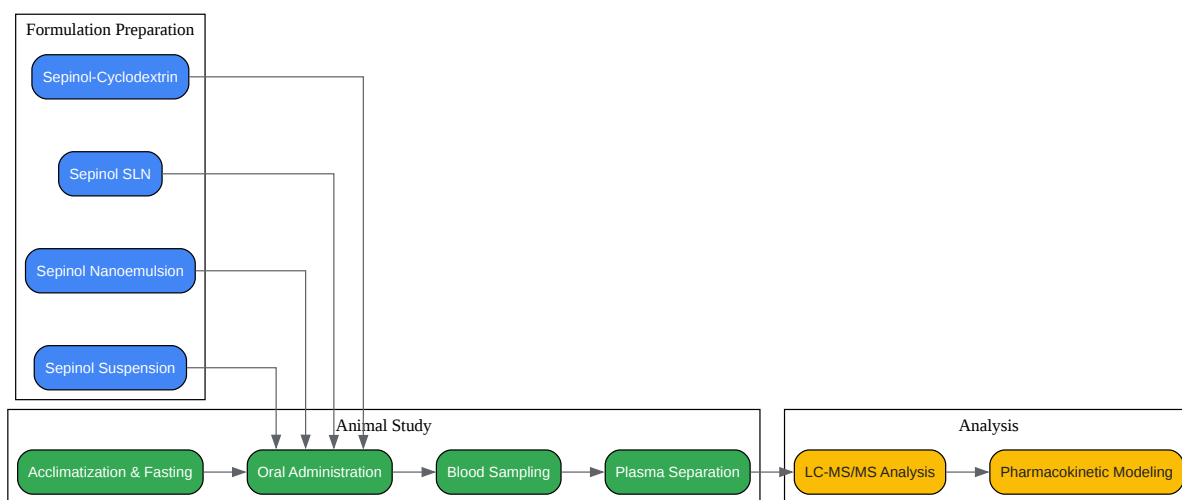 Formulation Preparation
Sepinol-Cyclodextrin
Sepinol SLN
Sepinol Nanoemulsion
Sepinol Suspension
Animal Study
Acclimatization & Fasting
Oral Administration
Blood Sampling
Plasma Separation
Analysis
LC-MS/MS Analysis
Pharmacokinetic Modeling